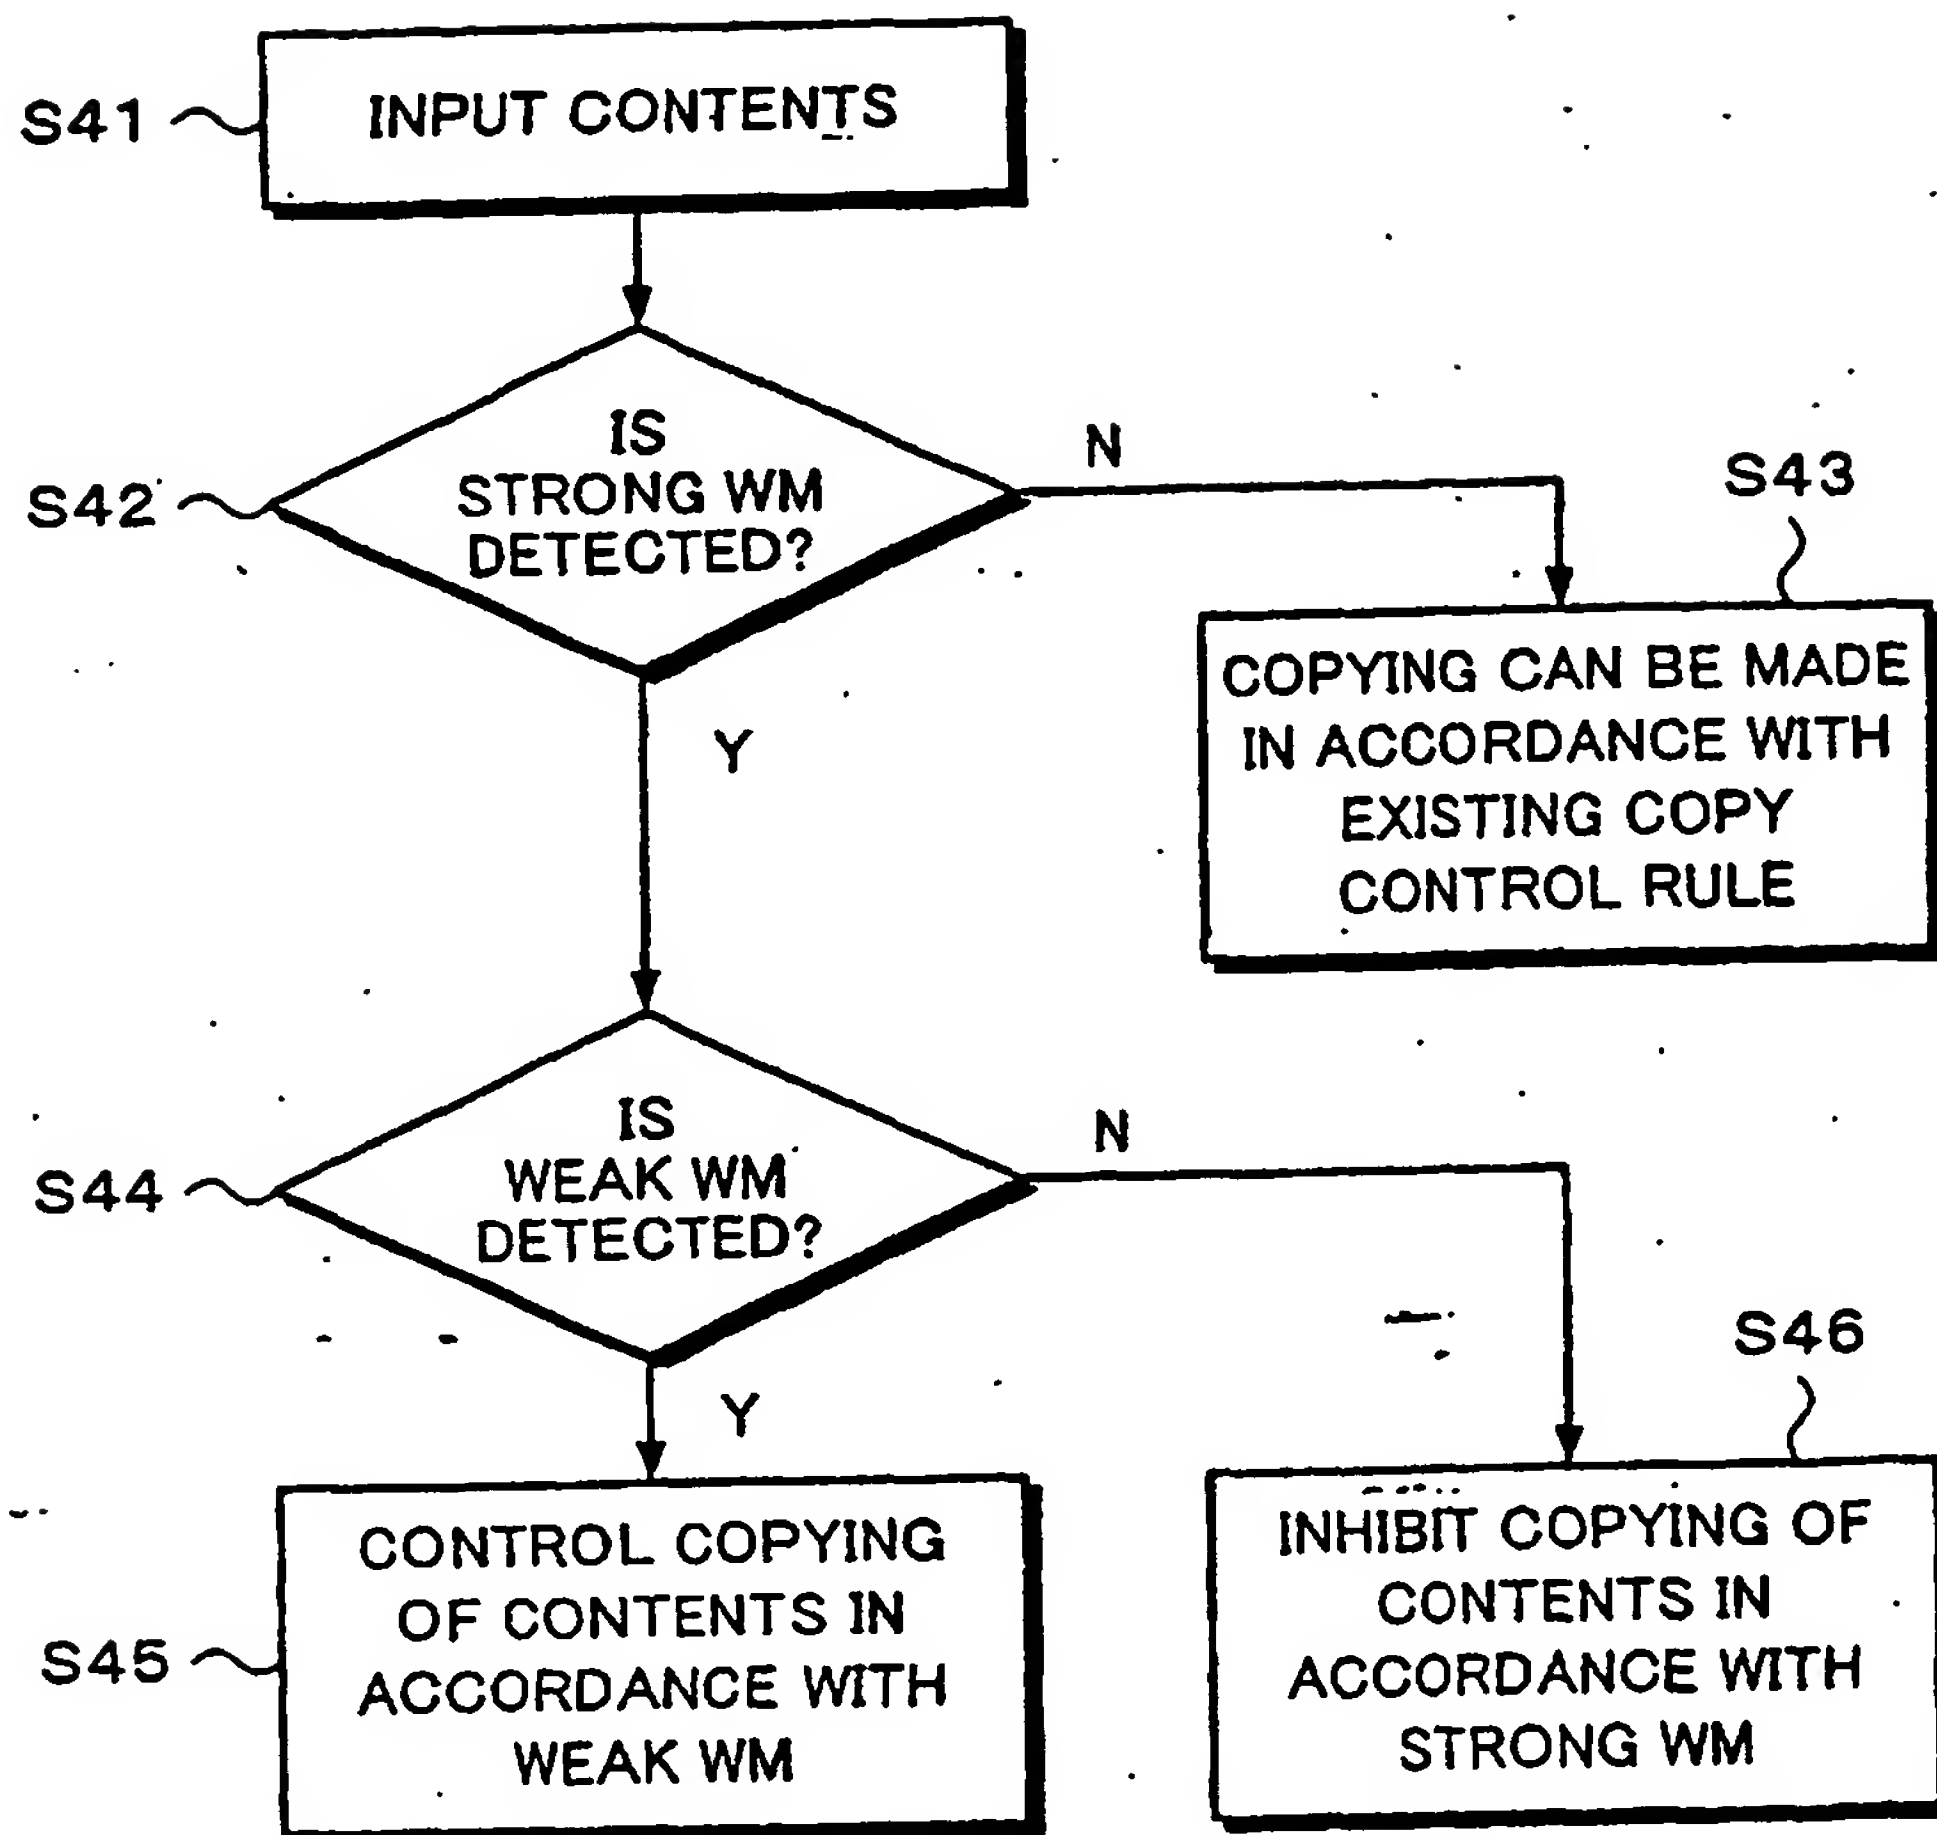 S41
INPUT CONTENTS
S42
IS
STRONG WM
DETECTED?
N
Y
S43
COPYING CAN BE MADE
IN ACCORDANCE WITH
EXISTING COPY
CONTROL RULE
S44
IS
WEAK WM
DETECTED?
N
Y
S45
CONTROL COPYING
OF CONTENTS IN
ACCORDANCE WITH
WEAK WM
S46
INHIBIT COPYING OF
CONTENTS IN
ACCORDANCE WITH
STRONG WM